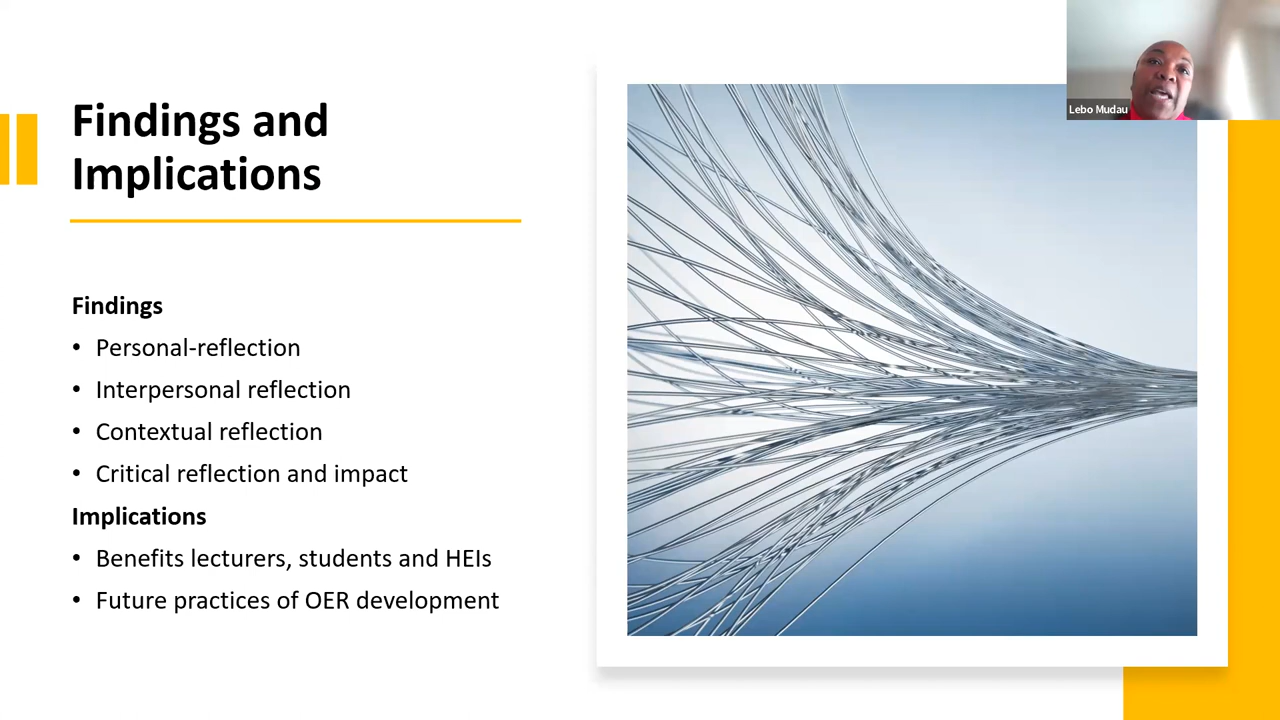 Findings and
Implications
Findings
• Personal-reflection
• Interpersonal reflection
• Contextual reflection
• Critical reflection and impact
Implications
• Benefits lecturers, students and HEIs
• Future practices of OER development
Lebo Mudau